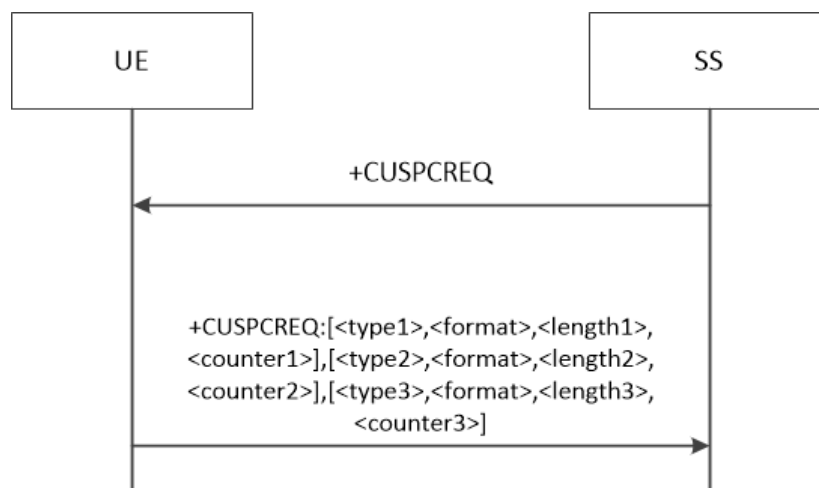 UE
SS
+CUSPCREQ
+CUSPCREQ:[<type1>,<format>,<length1>,
<counter1>],[<type2>,<format>,<length2>,
<counter2>],[<type3>,<format>,<length3>,
<counter3>]